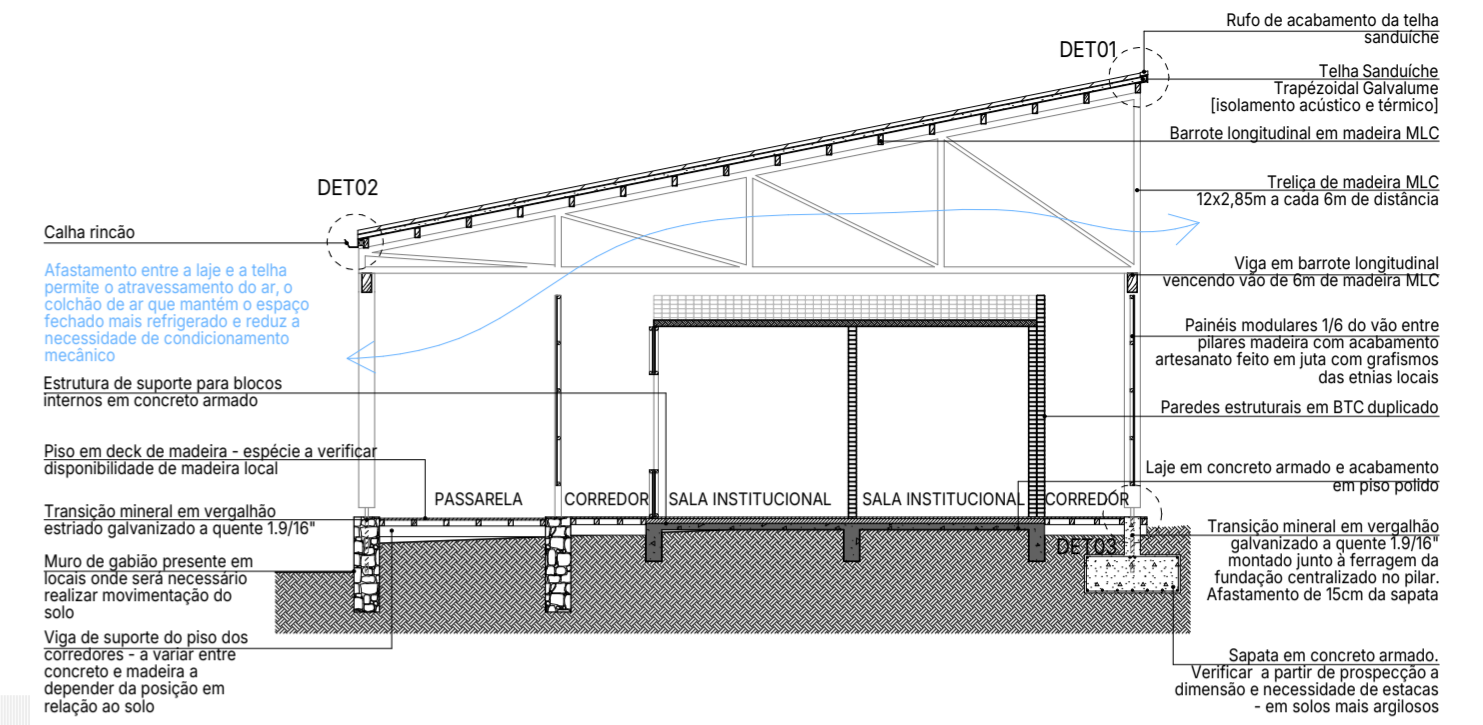 Rufo de acabamento da telha
sanduíche
DET01
Telha Sanduíche
Trapézoidal Galvalume
[isolamento acústico e térmico]
Barrote longitudinal em madeira MLC
Treliça de madeira MLC
12x2,85m a cada 6m de distância
Viga em barrote longitudinal
vencendo vão de 6m de madeira MLC
Painéis modulares 1/6 do vão entre
pilares madeira com acabamento
artesanato feito em juta com grafismos
das etnias locais
Paredes estruturais em BTC duplicado
Laje em concreto armado e acabamento
em piso polido
Transição mineral em vergalhão
galvanizado a quente 1.9/16"
montado junto à ferragem da
fundação centralizado no pilar.
Afastamento de 15cm da sapata
Sapata em concreto armado.
Verificar a partir de prospecção a
dimensão e necessidade de estacas
- em solos mais argilosos
DET02
Calha rincão
Afastamento entre a laje e a telha
permite o atravessamento do ar, o
colchão de ar que mantém o espaço
fechado mais refrigerado e reduz a
necessidade de condicionamento
mecânico
Estrutura de suporte para blocos
internos em concreto armado
Piso em deck de madeira - espécie a verificar
disponibilidade de madeira local
Transição mineral em vergalhão
estriado galvanizado a quente 1.9/16"
Muro de gabião presente em
locais onde será necessário
realizar movimentação do
solo
Viga de suporte do piso dos
corredores - a variar entre
concreto e madeira a
depender da posição em
relação ao solo
PASSARELA
CORREDOR
SALA INSTITUCIONAL
SALA INSTITUCIONAL
CORREDOR
DET03